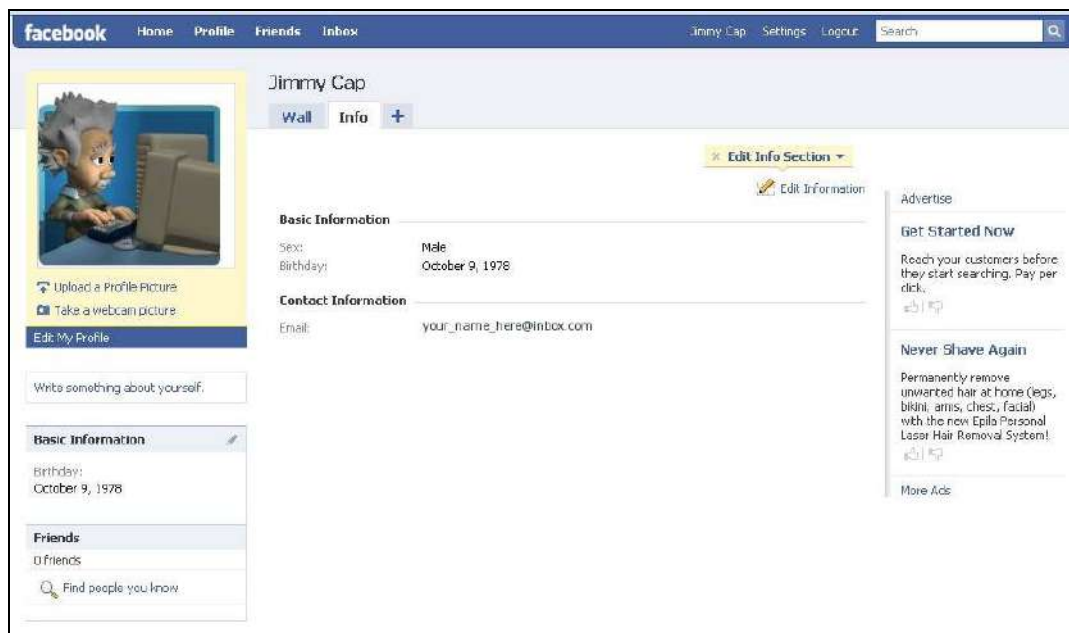 facebook Home Profile Friends Inbox Jimmy Cap Settings Logout Search
Jimmy Cap
Wall Info +
Edit Info Section
Edit Information
Basic Information
Sex: Male
Birthday: October 9, 1978
Contact Information
Email: your_name_here@inbox.com
Upload a Profile Picture
Take a webcam picture
Edit My Profile
Write something about yourself.
Basic Information
Birthday:
October 9, 1978
Friends
0 friends
Find people you know
Advertise
Get Started Now
Reach your customers before
they start searching. Pay per
click.
Never Shave Again
Permanently remove
unwanted hair at home (legs,
bikini, arms, chest, facial)
with the new Epila Personal
Laser Hair Removal System!
More Ads